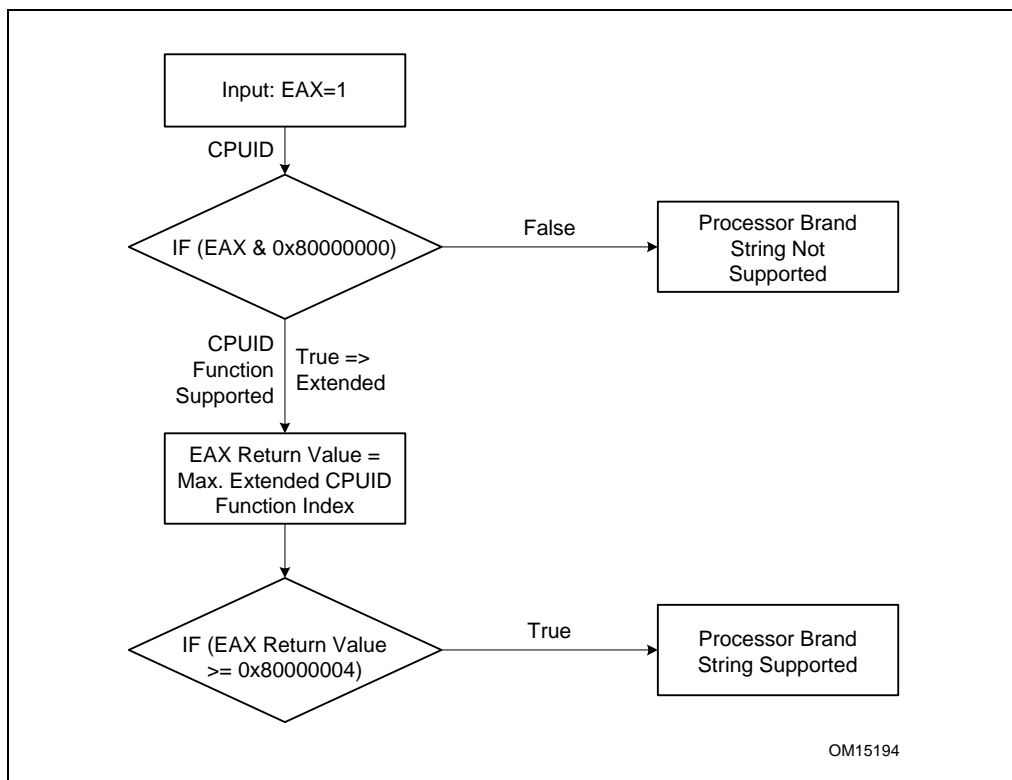 Input: EAX=1
CPUID
IF (EAX & 0x80000000)
False
Processor Brand
String Not
Supported
CPUID
Function
Supported
True =>
Extended
EAX Return Value =
Max. Extended CPUID
Function Index
IF (EAX Return Value
>= 0x80000004)
True
Processor Brand
String Supported
OM15194